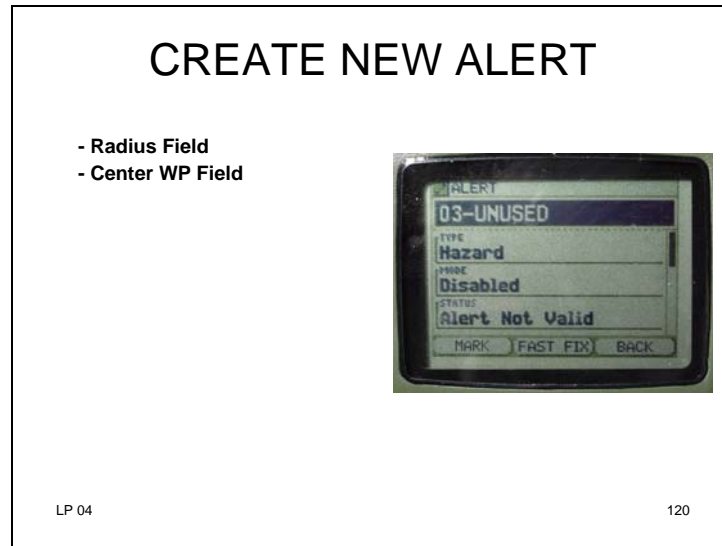 CREATE NEW ALERT
- Radius Field
- Center WP Field
ALERT
03-UNUSED
TYPE
Hazard
MODE
Disabled
STATUS
Alert Not Valid
MARK FAST FIX BACK
LP 04 120